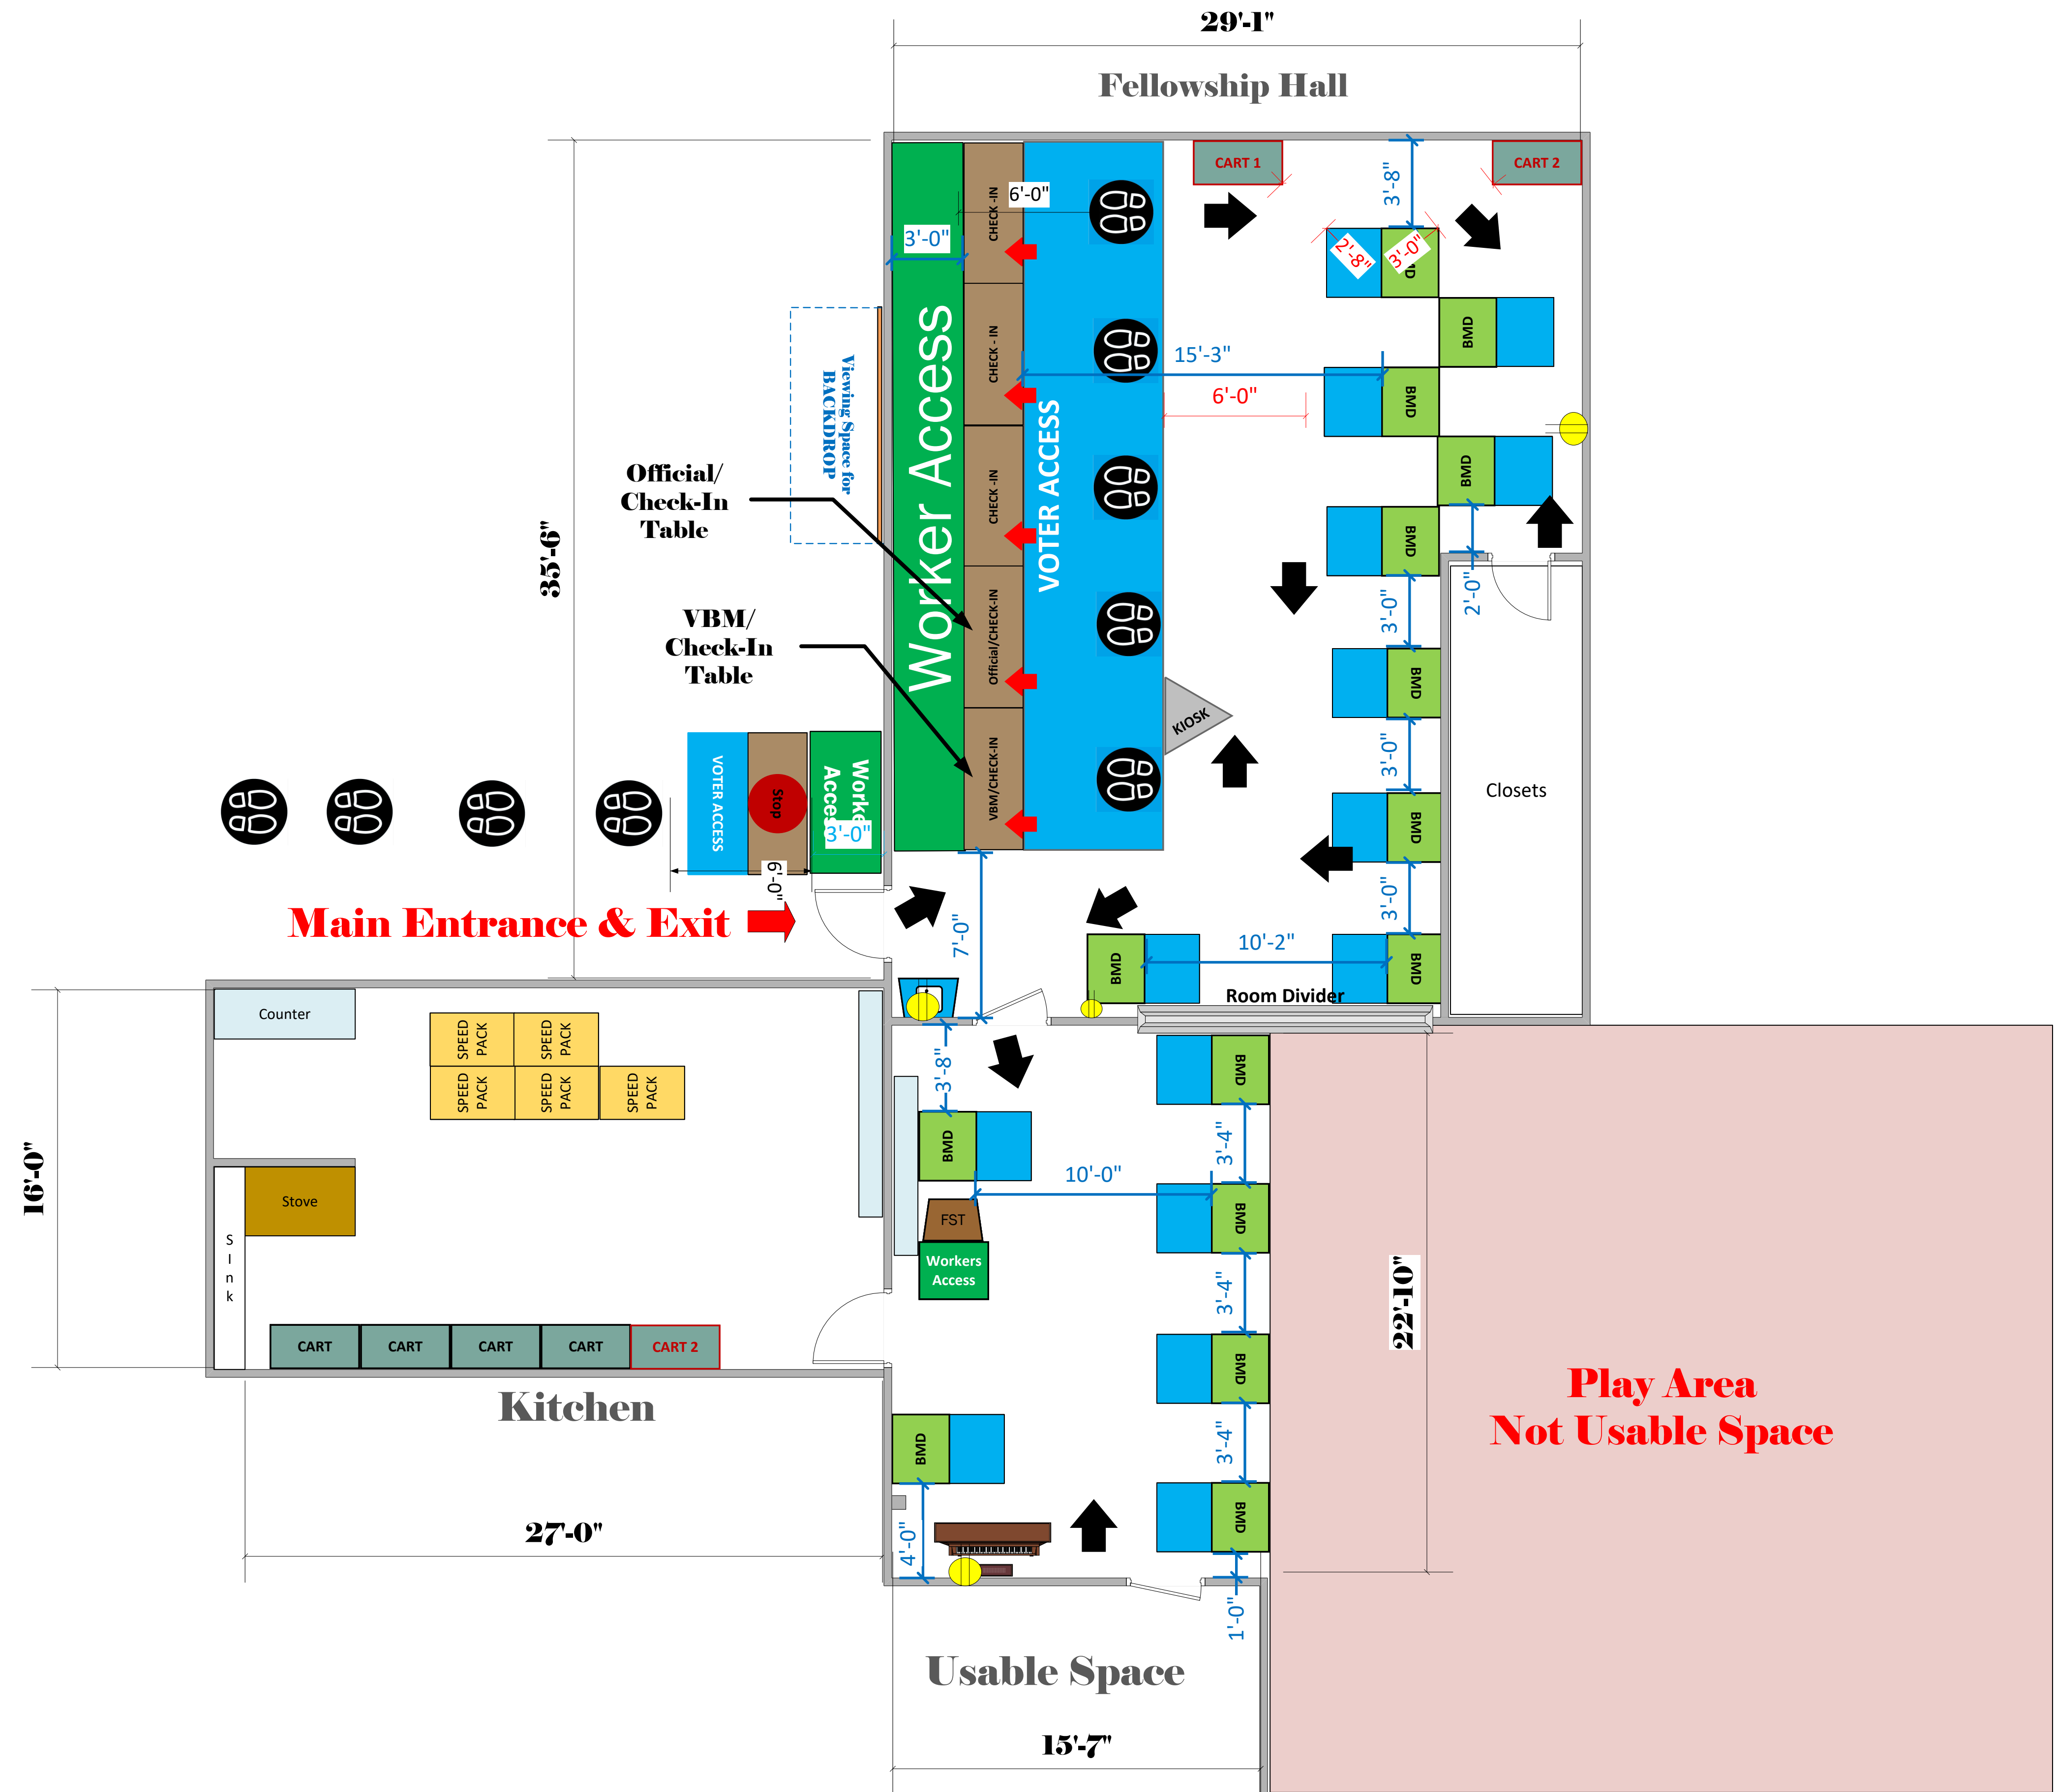 29'-1"
Fellowship Hall
CART 1
CART 2
3'-8"
CHECK -IN
6'-0"
3'-0"
2'-8"
3'-0"
BMD
CHECK - IN
15'-3"
6'-0"
BMD
Viewing Space for
BACKDROP
Worker Access
VOTER ACCESS
BMD
Official/
Check-In
Table
CHECK -IN
35'-6"
BMD
2'-0"
3'-0"
VBM/
Check-In
Table
Official/CHECK-IN
BMD
KIOSK
3'-0"
Closets
VOTER ACCESS
Stop
3'-0"
6'-0"
VBM/CHECK-IN
BMD
3'-0"
Main Entrance & Exit
7'-0"
BMD
10'-2"
BMD
Room Divider
Counter
SPEED
PACK
SPEED
PACK
SPEED
PACK
SPEED
PACK
SPEED
PACK
3'-8"
BMD
3'-4"
BMD
10'-0"
BMD
16'-0"
Stove
S
I
n
k
FST
Workers
Access
3'-4"
22'-10"
CART
CART
CART
CART
CART 2
BMD
Play Area
Not Usable Space
Kitchen
3'-4"
BMD
BMD
27'-0"
4'-0"
1'-0"
Usable Space
15'-7"